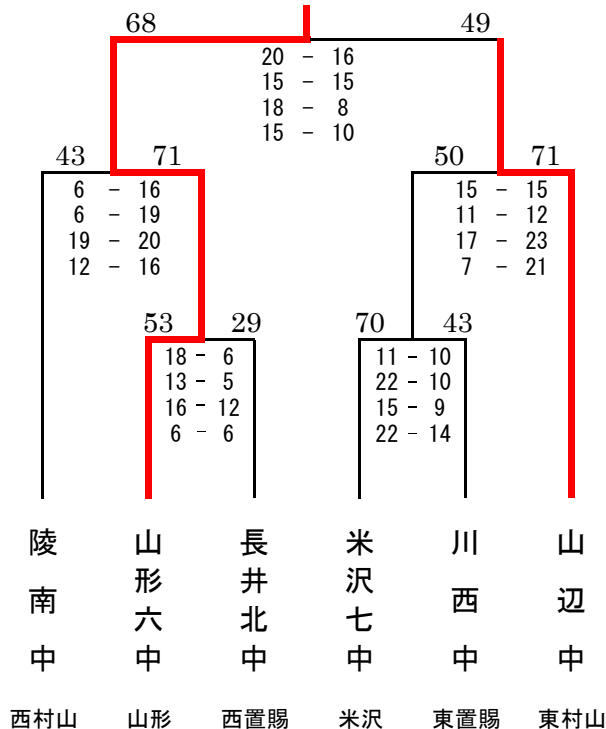 68 49
20 - 16
15 - 15
18 - 8
15 - 10
43 71 50 71
6 - 16 15 - 15
6 - 19 11 - 12
19 - 20 17 - 23
12 - 16 7 - 21
53 29 70 43
18 - 6 11 - 10
13 - 5 22 - 10
16 - 12 15 - 9
6 - 6 22 - 14
陵南中
山形六中
長井北中
米沢七中
川西中
山辺中
西村山 山形 西置賜 米沢 東置賜 東村山